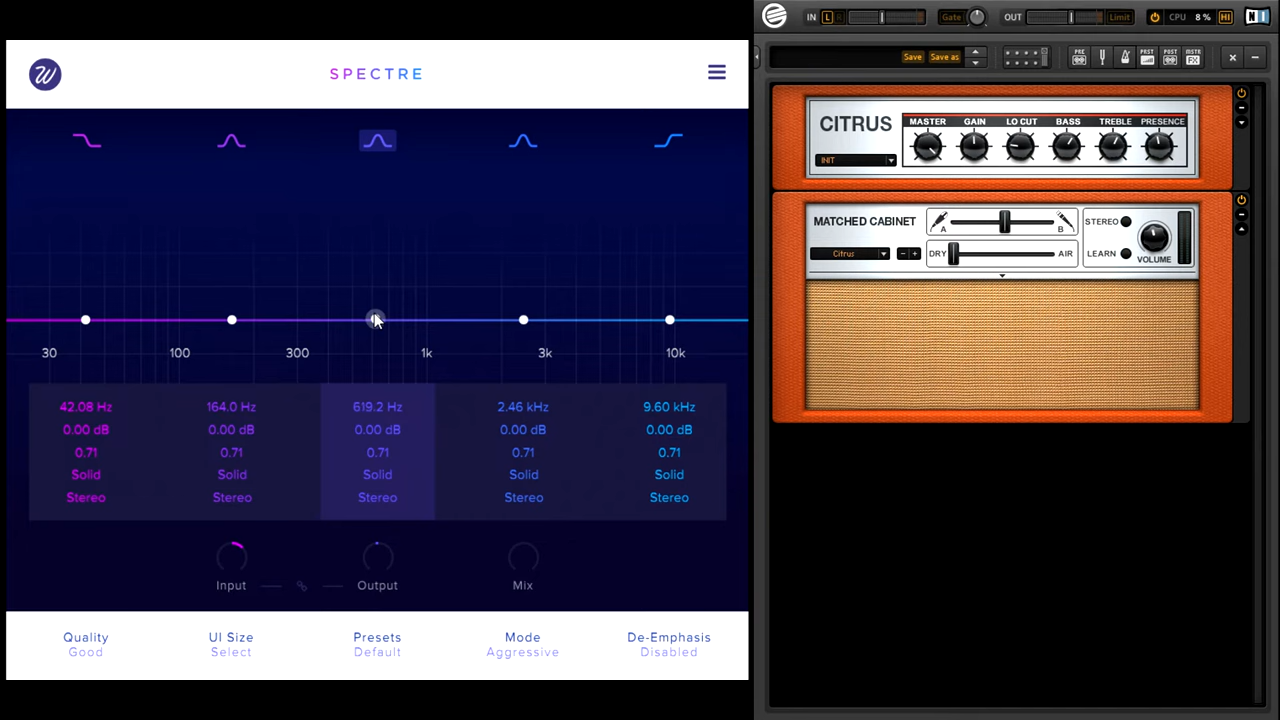 W
SPECTRE
30 100 300 1k 3k 10k
42.08 Hz 164.0 Hz 619.2 Hz 2.46 kHz 9.60 kHz
0.00 dB 0.00 dB 0.00 dB 0.00 dB 0.00 dB
0.71 0.71 0.71 0.71 0.71
Solid Solid Solid Solid Solid
Stereo Stereo Stereo Stereo Stereo
Input Output Mix
Quality UI Size Presets Mode De-Emphasis
Good Select Default Aggressive Disabled
IN L R Gate OUT Limit CPU 8 % HI N I
Save Save as PRE PRST POST MSTR
FX
CITRUS
MASTER GAIN LO CUT BASS TREBLE PRESENCE
INIT
MATCHED CABINET A B STEREO
Citrus - + DRY AIR LEARN VOLUME